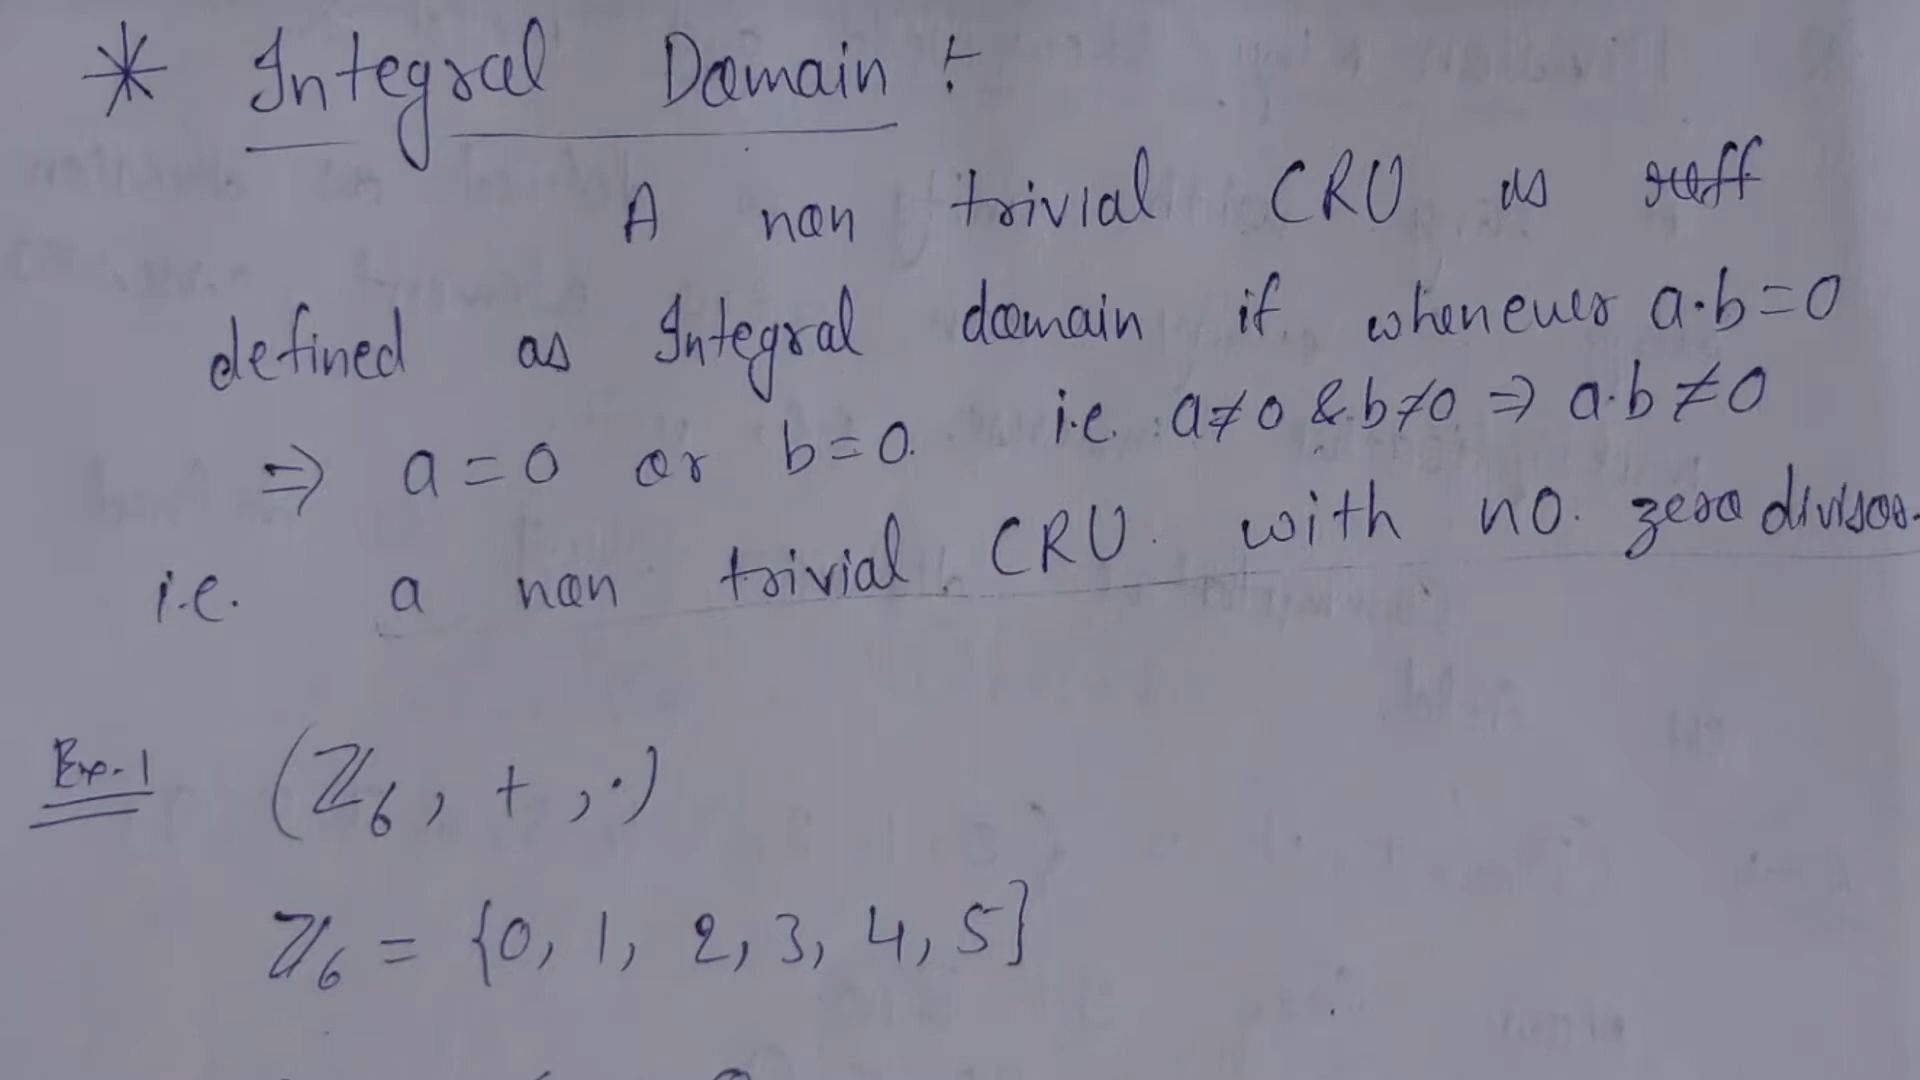 * Integral Domain :
A non trivial CRU is
defined as Integral domain if whenever a·b=0
⇒ a=0 or b=0. i.e. a≠0 & b≠0 ⇒ a·b≠0
i.e. a non trivial CRU with no zero divisor.
Exp.1 (ℤ₆, +, ·)
ℤ₆ = {0, 1, 2, 3, 4, 5}